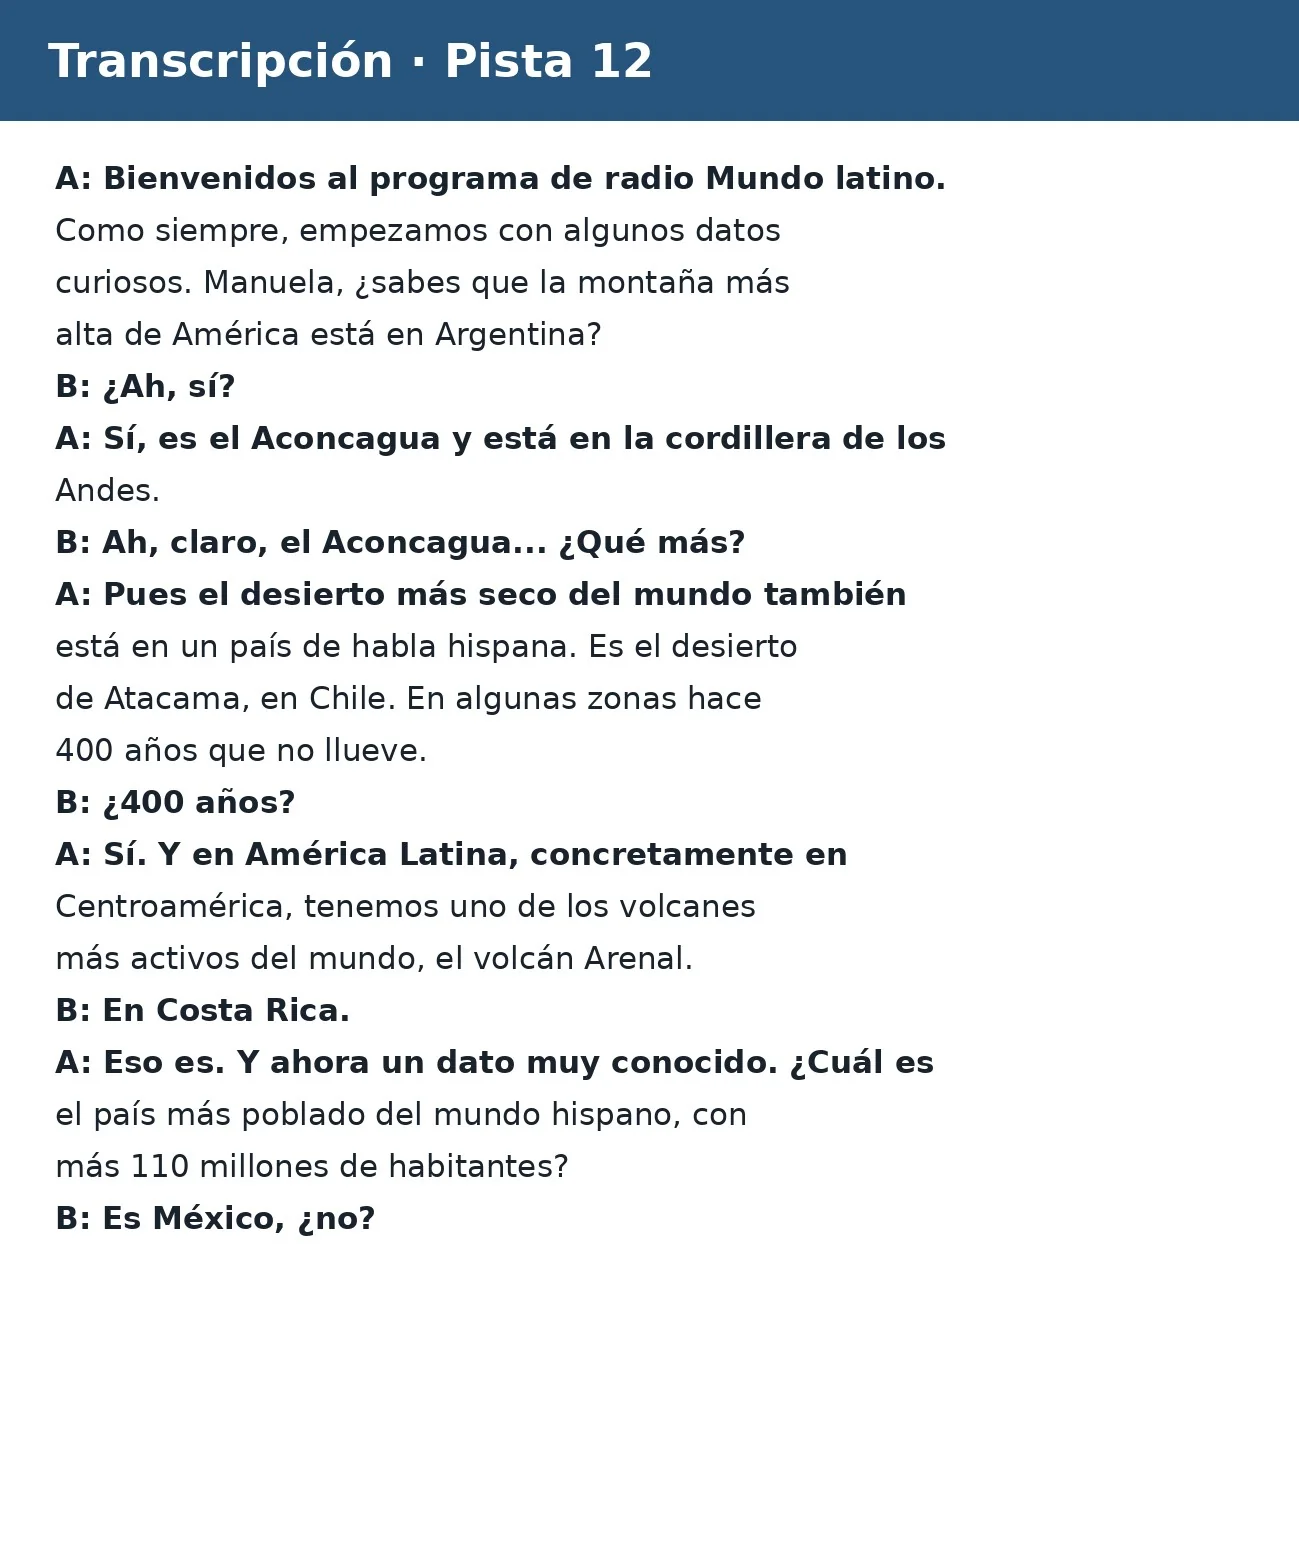 Transcripción · Pista 12
A: Bienvenidos al programa de radio Mundo latino.
Como siempre, empezamos con algunos datos
curiosos. Manuela, ¿sabes que la montaña más
alta de América está en Argentina?
B: ¿Ah, sí?
A: Sí, es el Aconcagua y está en la cordillera de los
Andes.
B: Ah, claro, el Aconcagua... ¿Qué más?
A: Pues el desierto más seco del mundo también
está en un país de habla hispana. Es el desierto
de Atacama, en Chile. En algunas zonas hace
400 años que no llueve.
B: ¿400 años?
A: Sí. Y en América Latina, concretamente en
Centroamérica, tenemos uno de los volcanes
más activos del mundo, el volcán Arenal.
B: En Costa Rica.
A: Eso es. Y ahora un dato muy conocido. ¿Cuál es
el país más poblado del mundo hispano, con
más 110 millones de habitantes?
B: Es México, ¿no?